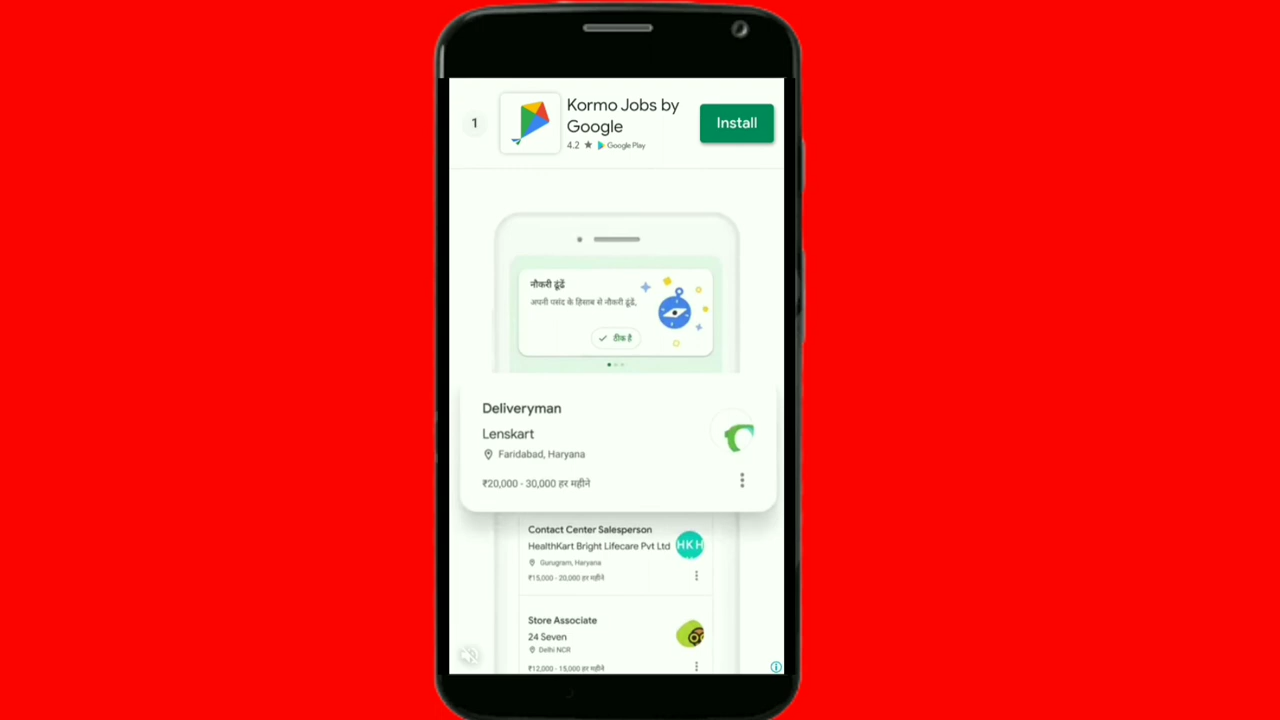 1
Kormo Jobs by
Google
Install
4.2 ★ Google Play
नौकरी ढूंढें
अपनी पसंद के हिसाब से नौकरी ढूंढें,
ठीक है
Deliveryman
Lenskart
Faridabad, Haryana
₹20,000 - 30,000 हर महीने
Contact Center Salesperson
HealthKart Bright Lifecare Pvt Ltd
HKH
Gurugram, Haryana
₹15,000 - 20,000 हर महीने
Store Associate
24 Seven
Delhi NCR
₹12,000 - 15,000 हर महीने